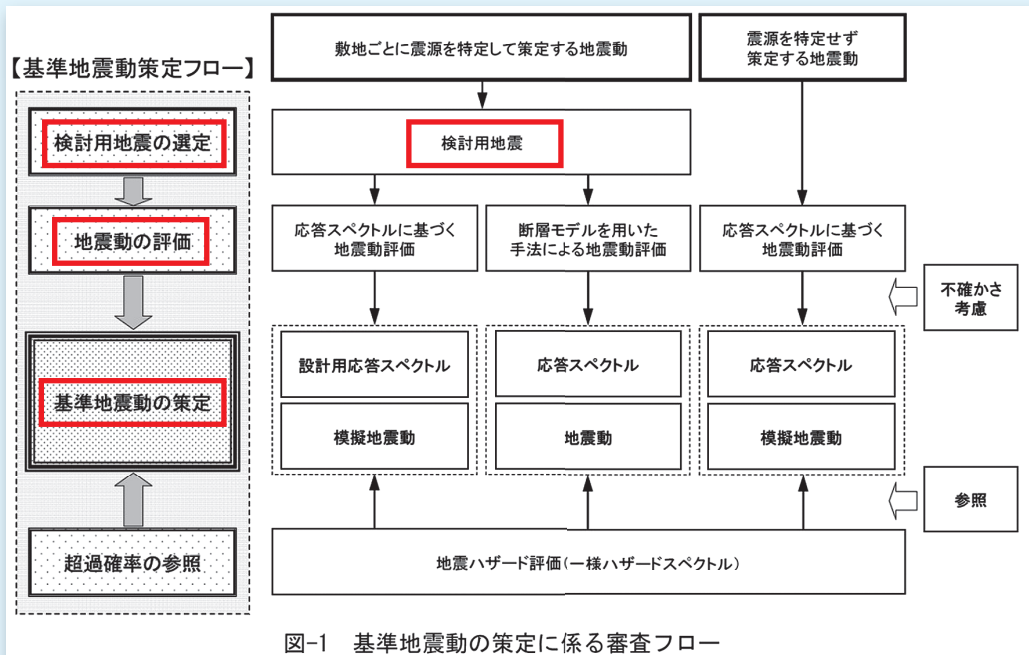 【基準地震動策定フロー】
検討用地震の選定
地震動の評価
基準地震動の策定
超過確率の参照
敷地ごとに震源を特定して策定する地震動
震源を特定せず
策定する地震動
検討用地震
応答スペクトルに基づく
地震動評価
断層モデルを用いた
手法による地震動評価
応答スペクトルに基づく
地震動評価
不確かさ
考慮
設計用応答スペクトル
模擬地震動
応答スペクトル
地震動
応答スペクトル
模擬地震動
参照
地震ハザード評価(一様ハザードスペクトル)
図-1 基準地震動の策定に係る審査フロー